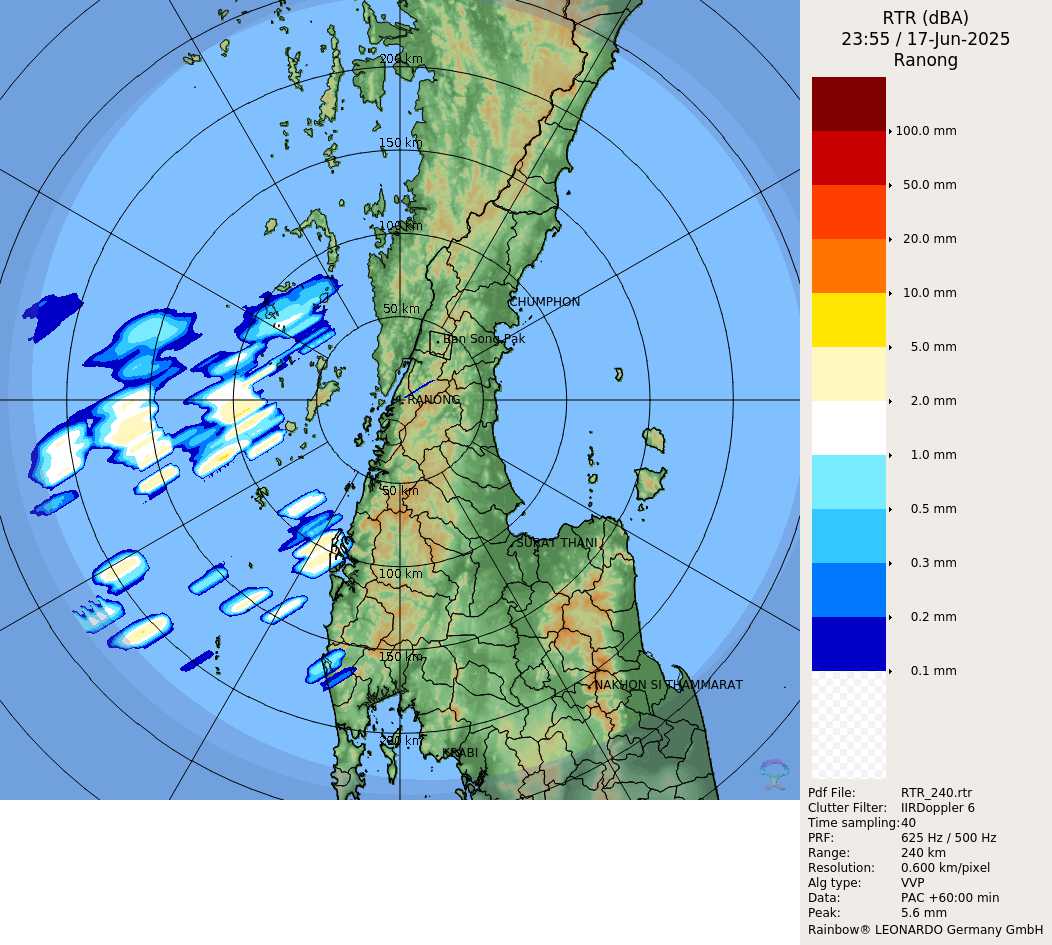 RTR (dBA)
23:55 / 17-Jun-2025
Ranong
200 km
150 km
100 km
50 km
CHUMPHON
Ban Song Pak
RANONG
50 km
SURAT THANI
100 km
150 km
NAKHON SI THAMMARAT
200 km
KRABI
100.0 mm
50.0 mm
20.0 mm
10.0 mm
5.0 mm
2.0 mm
1.0 mm
0.5 mm
0.3 mm
0.2 mm
0.1 mm
Pdf File: RTR_240.rtr
Clutter Filter: IIRDoppler 6
Time sampling:40
PRF: 625 Hz / 500 Hz
Range: 240 km
Resolution: 0.600 km/pixel
Alg type: VVP
Data: PAC +60:00 min
Peak: 5.6 mm
Rainbow® LEONARDO Germany GmbH